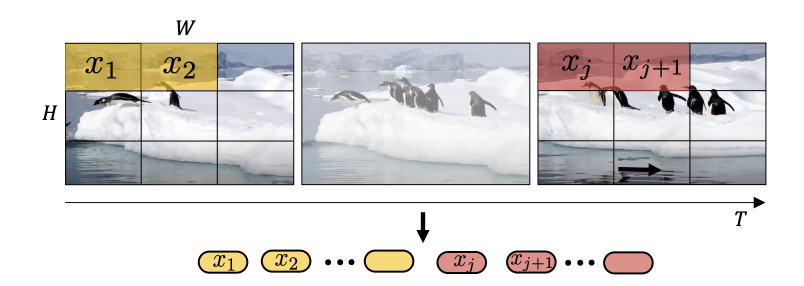 W
x₁ x₂ xⱼ xⱼ₊₁
H
T
x₁ x₂ ••• xⱼ xⱼ₊₁ •••